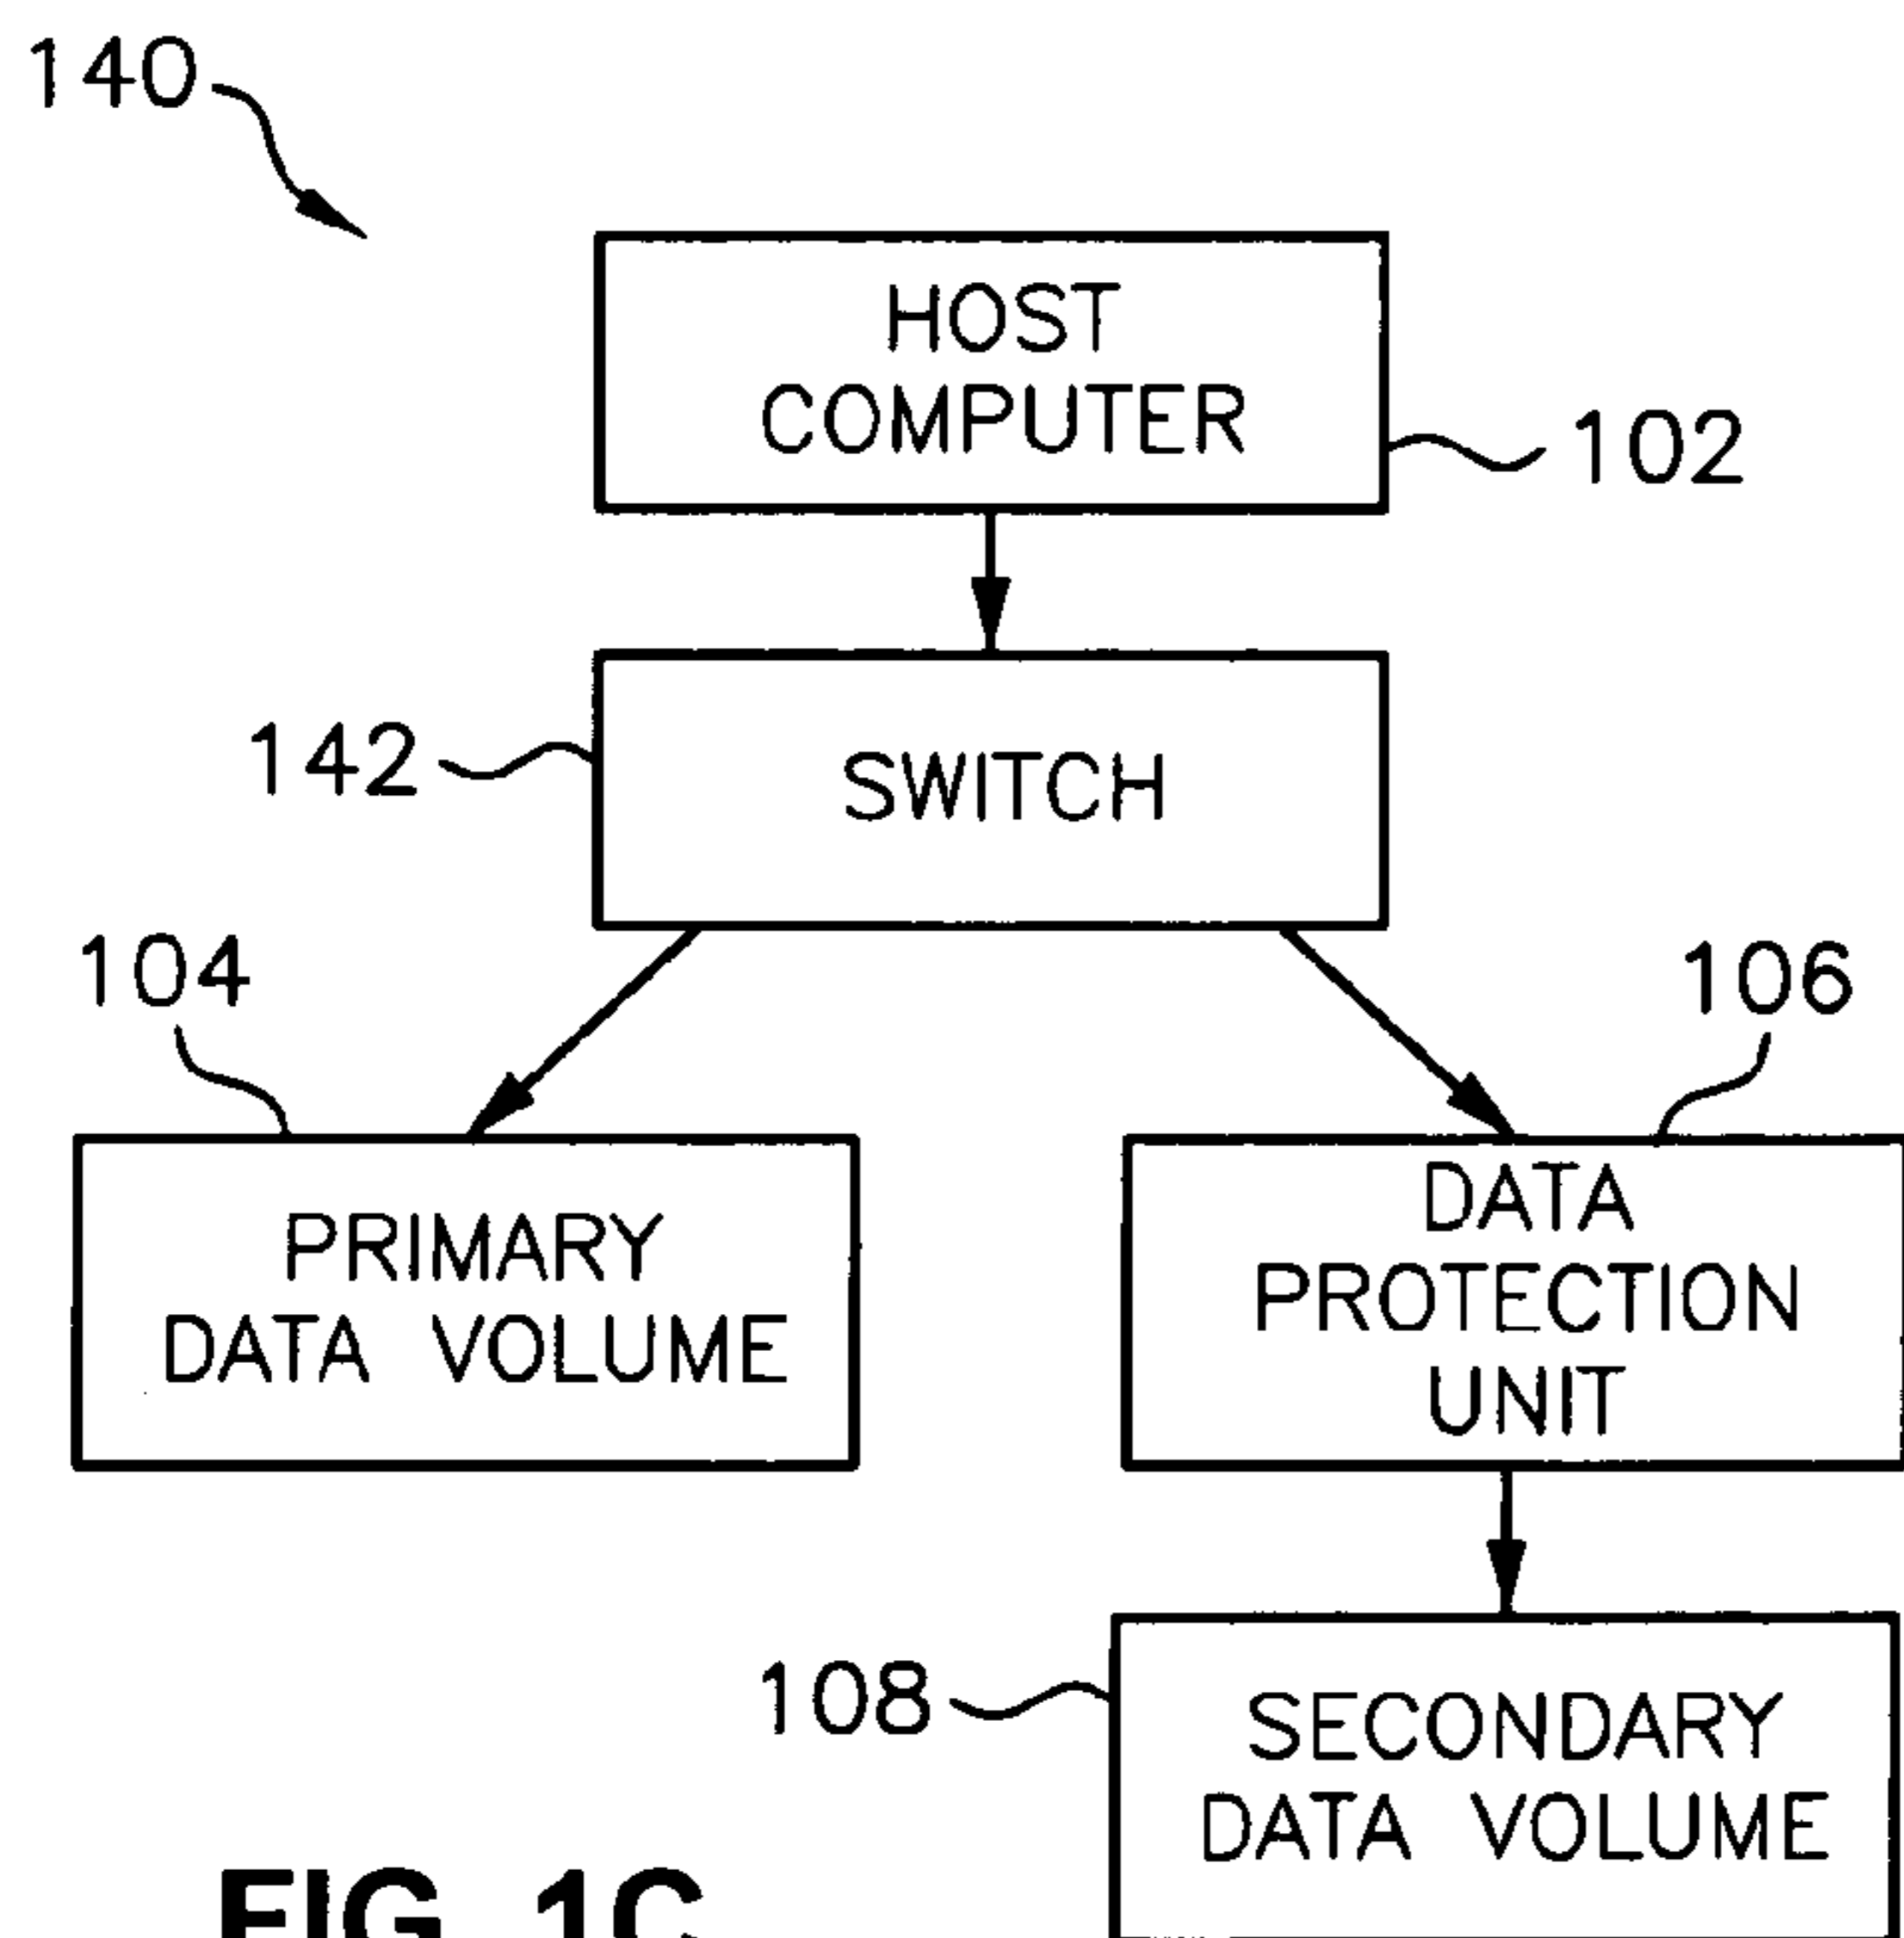 140
HOST
COMPUTER
102
142
SWITCH
104
106
PRIMARY
DATA VOLUME
DATA
PROTECTION
UNIT
108
SECONDARY
DATA VOLUME
FIG. 1C